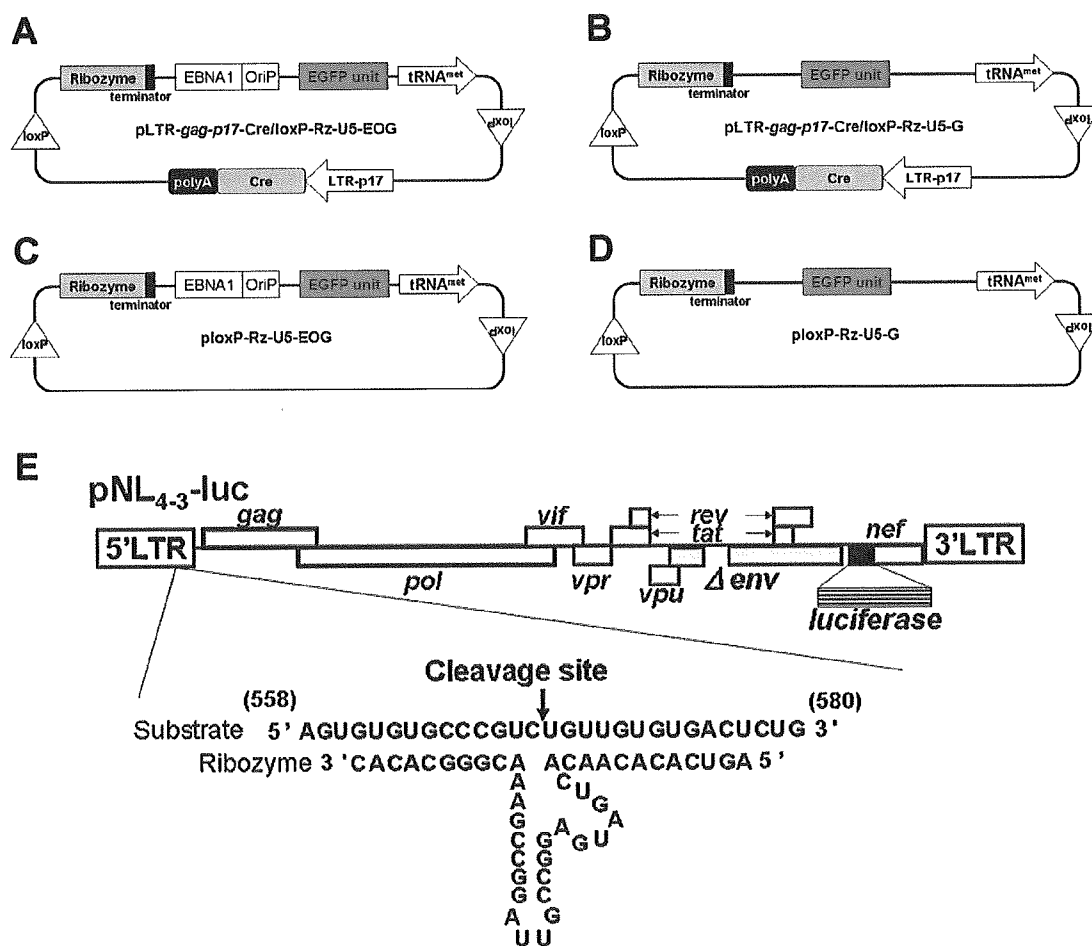 A
Ribozyme EBNA1 OriP EGFP unit tRNAmet
terminator
loxP pLTR-gag-p17-Cre/loxP-Rz-U5-EOG loxP
polyA Cre LTR-p17
B
Ribozyme EGFP unit tRNAmet
terminator
loxP pLTR-gag-p17-Cre/loxP-Rz-U5-G loxP
polyA Cre LTR-p17
C
Ribozyme EBNA1 OriP EGFP unit tRNAmet
terminator
loxP ploxP-Rz-U5-EOG loxP
D
Ribozyme EGFP unit tRNAmet
terminator
loxP ploxP-Rz-U5-G loxP
E
pNL4-3-luc
5'LTR gag pol vif vpr rev tat vpu Δenv nef 3'LTR
luciferase
Cleavage site
(558) (580)
Substrate 5' AGUGUGUGCCCGUCUGUUGUGUGACUCUG 3'
Ribozyme 3'CACACGGGCA ACAACACACUGA 5'
A C U G A U G A G
A A G C C G G A U U G C C G G